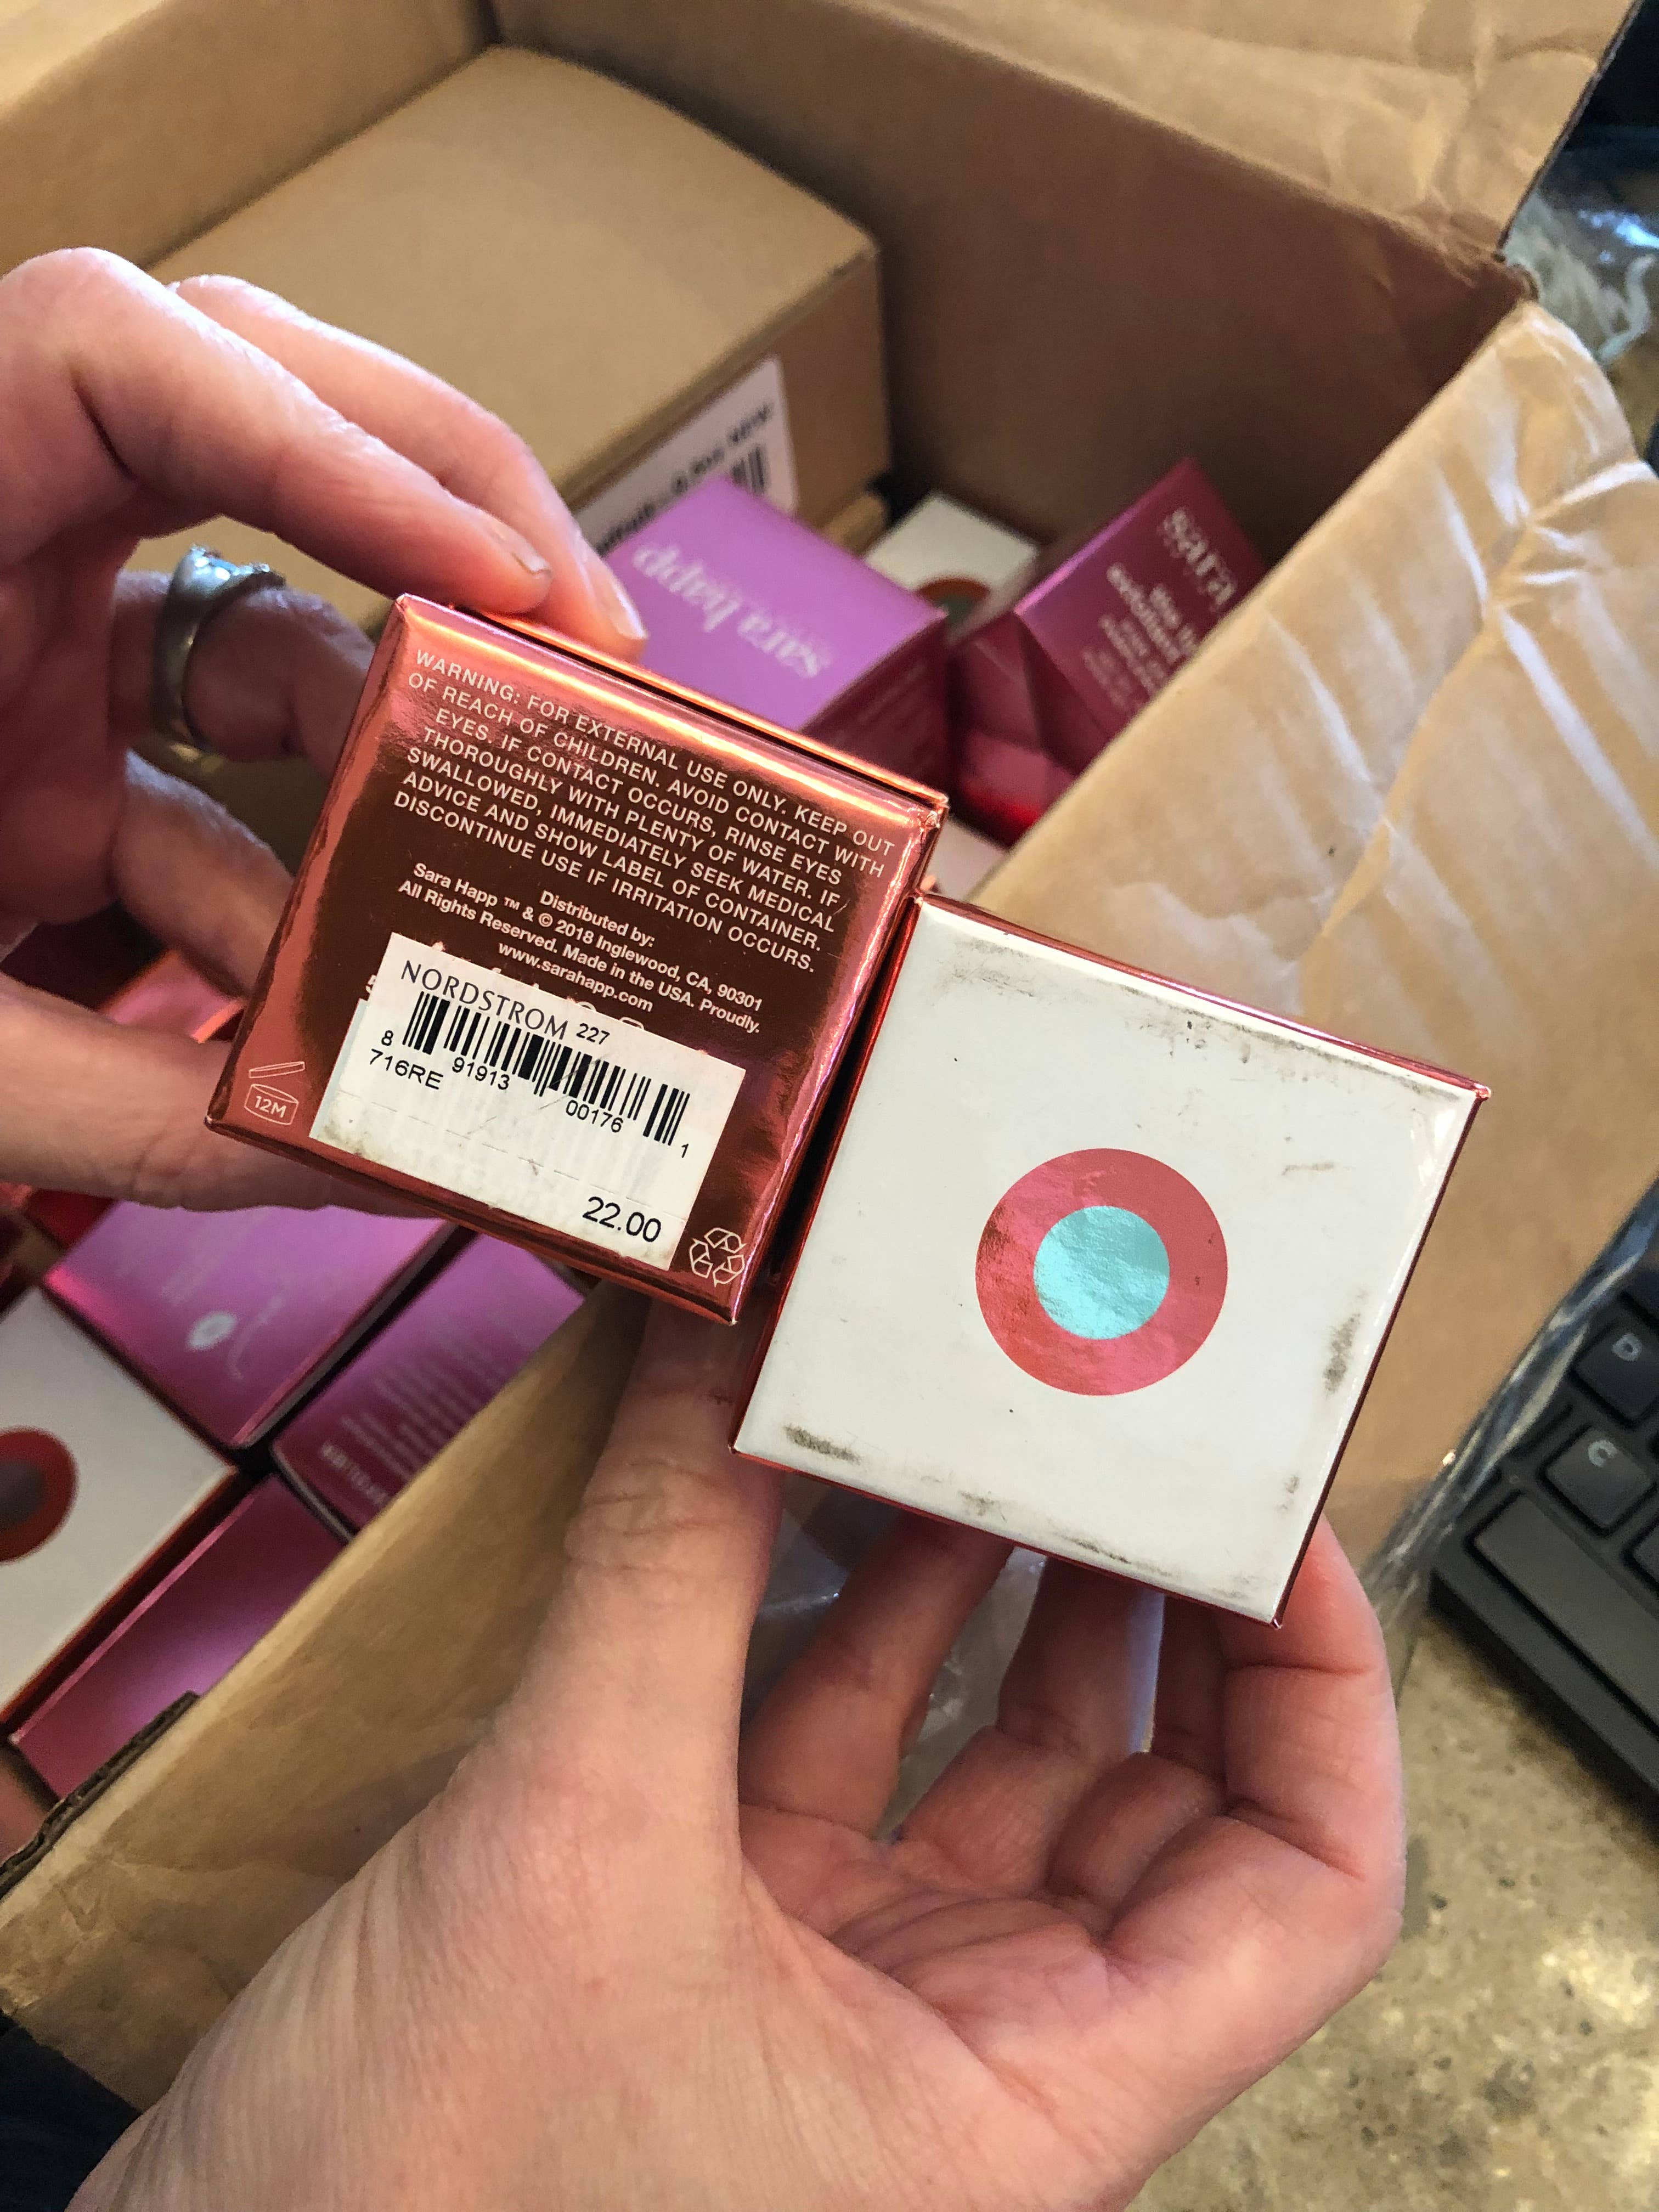 WARNING: FOR EXTERNAL USE ONLY. KEEP OUT
OF REACH OF CHILDREN. AVOID CONTACT WITH
EYES. IF CONTACT OCCURS, RINSE EYES
THOROUGHLY WITH PLENTY OF WATER. IF
SWALLOWED, IMMEDIATELY SEEK MEDICAL
ADVICE AND SHOW LABEL OF CONTAINER.
DISCONTINUE USE IF IRRITATION OCCURS.
Distributed by:
Sara Happ ™ & © 2018 Inglewood, CA, 90301
All Rights Reserved. Made in the USA. Proudly.
www.sarahapp.com
NORDSTROM 227
8 91913 00176 1
716RE
22.00
12M
sara happ
sara
D
C